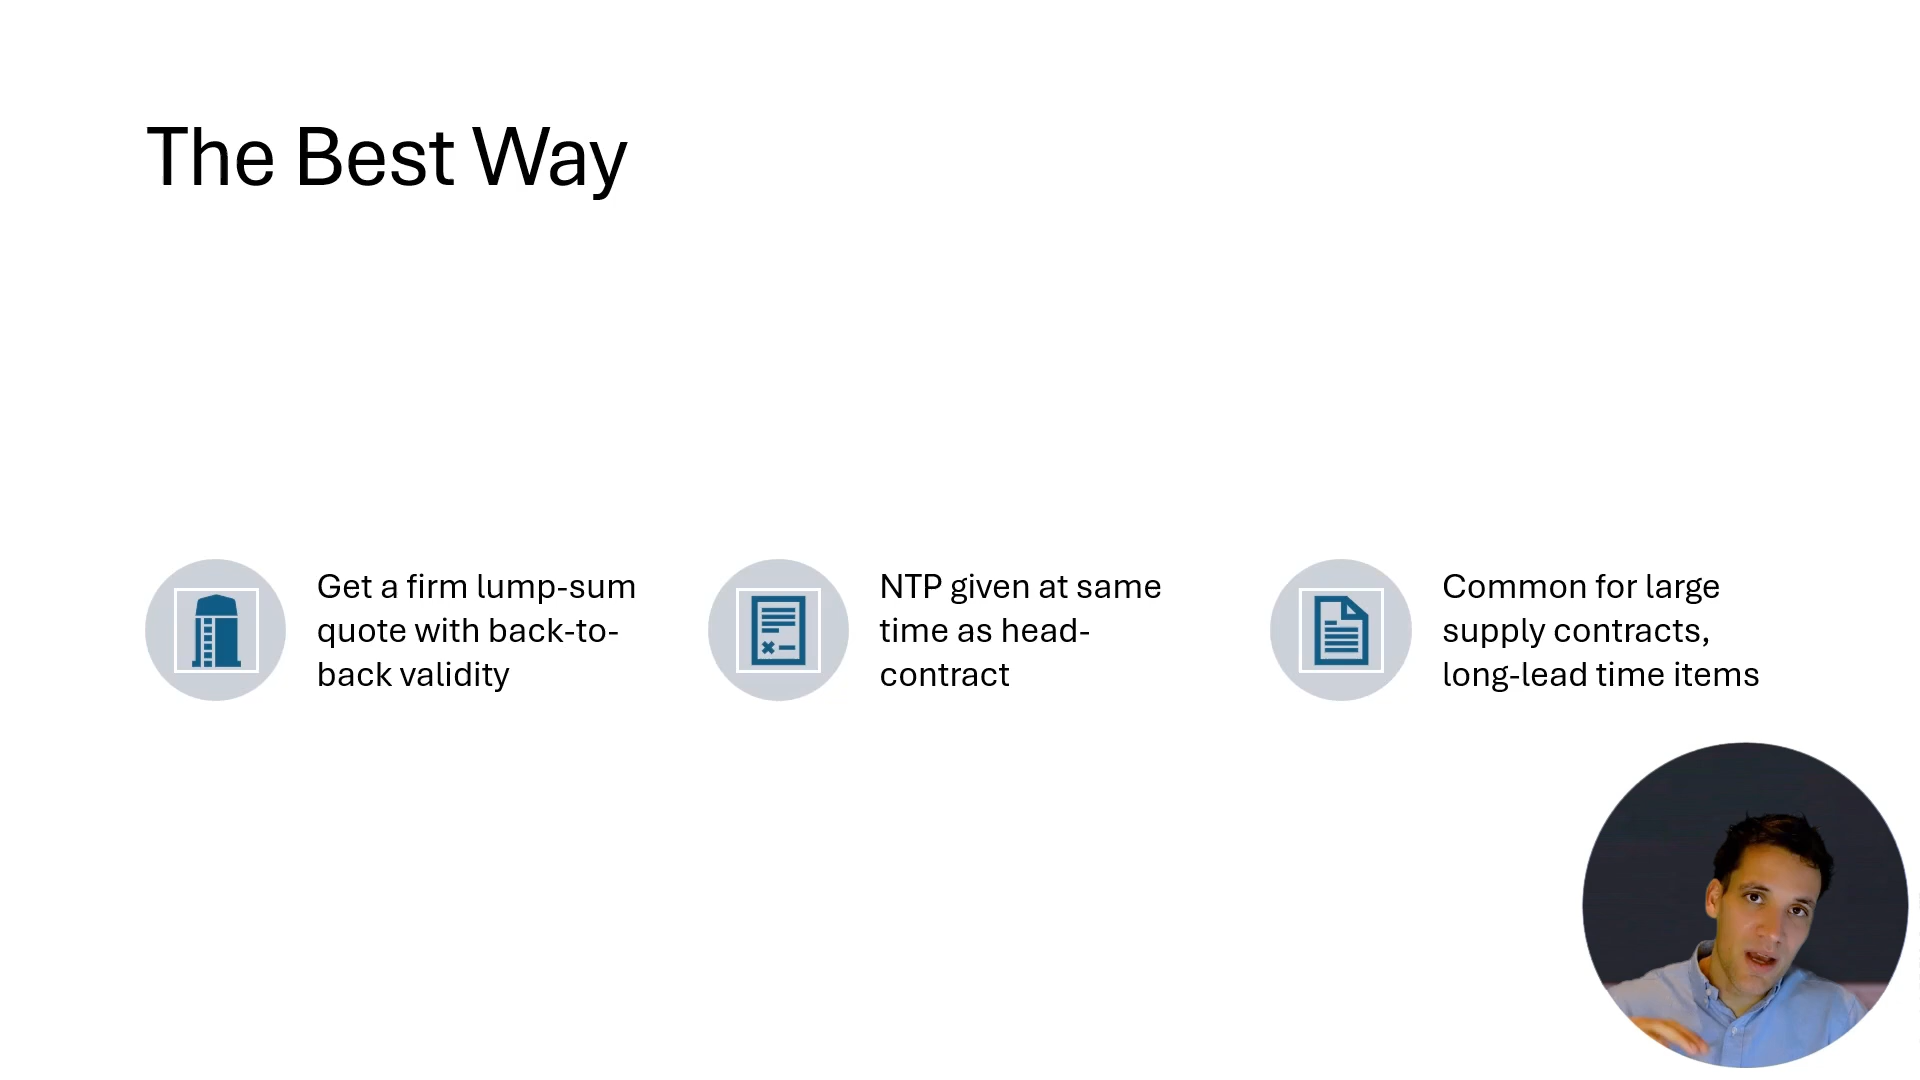 The Best Way
Get a firm lump-sum
quote with back-to-
back validity
NTP given at same
time as head-
contract
Common for large
supply contracts,
long-lead time items